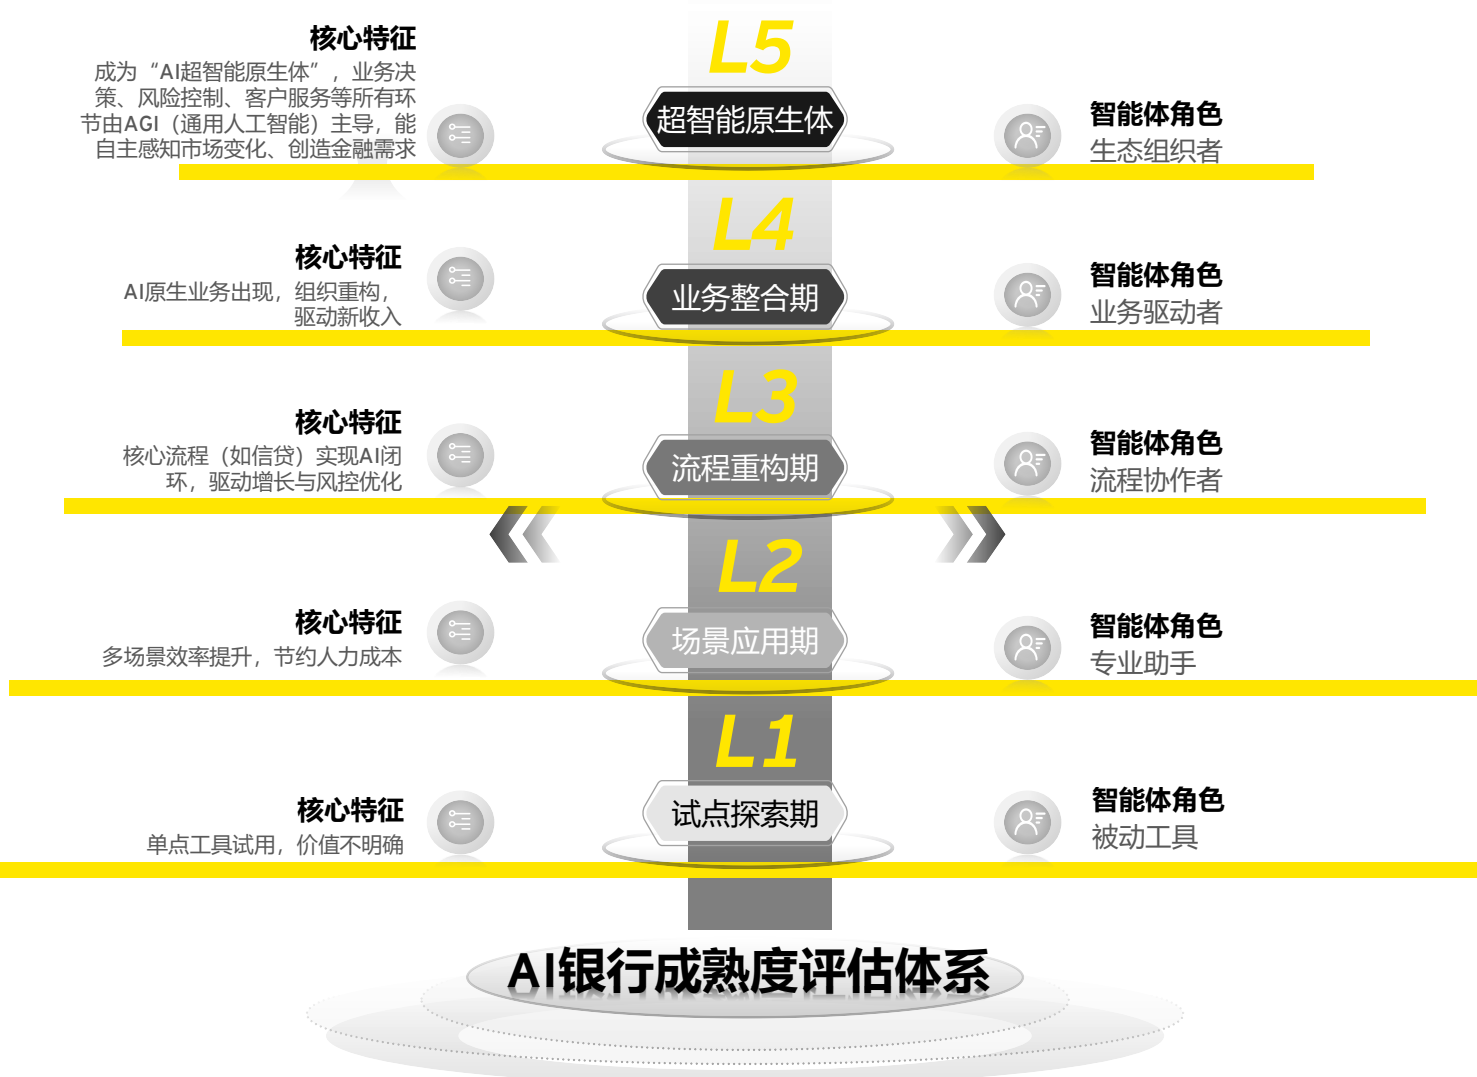 L5
超智能原生体
核心特征
成为“AI超智能原生体”，业务决
策、风险控制、客户服务等所有环
节由AGI（通用人工智能）主导，能
自主感知市场变化、创造金融需求
智能体角色
生态组织者
L4
业务整合期
核心特征
AI原生业务出现，组织重构，
驱动新收入
智能体角色
业务驱动者
L3
流程重构期
核心特征
核心流程（如信贷）实现AI闭
环，驱动增长与风控优化
智能体角色
流程协作者
L2
场景应用期
核心特征
多场景效率提升，节约人力成本
智能体角色
专业助手
L1
试点探索期
核心特征
单点工具试用，价值不明确
智能体角色
被动工具
AI银行成熟度评估体系